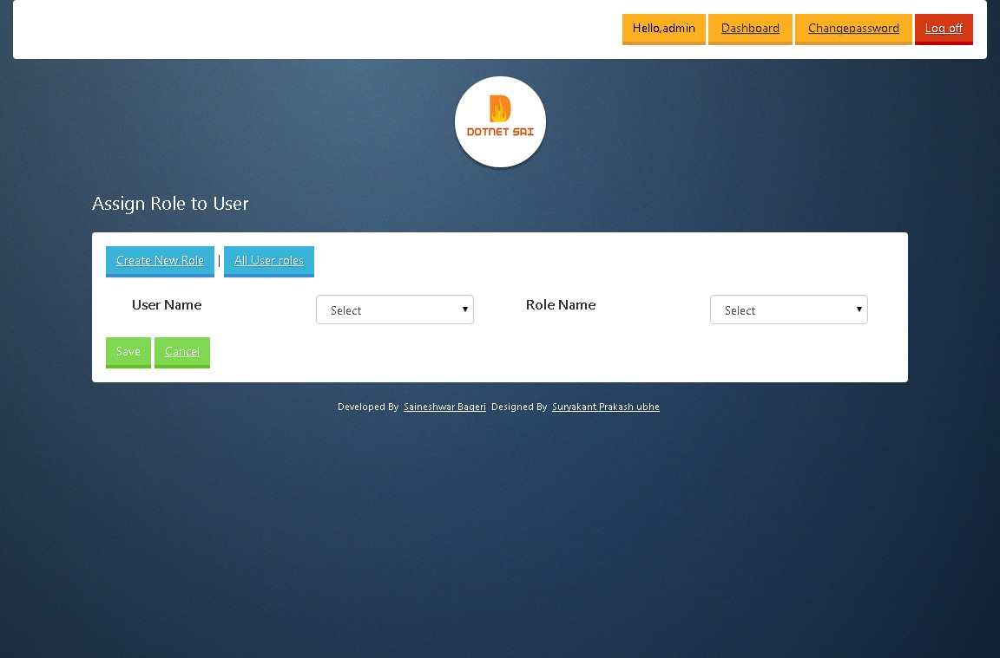 Hello,admin Dashboard Changepassword Log off
DOTNET SAI
Assign Role to User
Create New Role | All User roles
User Name Select Role Name Select
Save Cancel
Developed By Saineshwar Bageri Designed By Suryakant Prakash ubhe